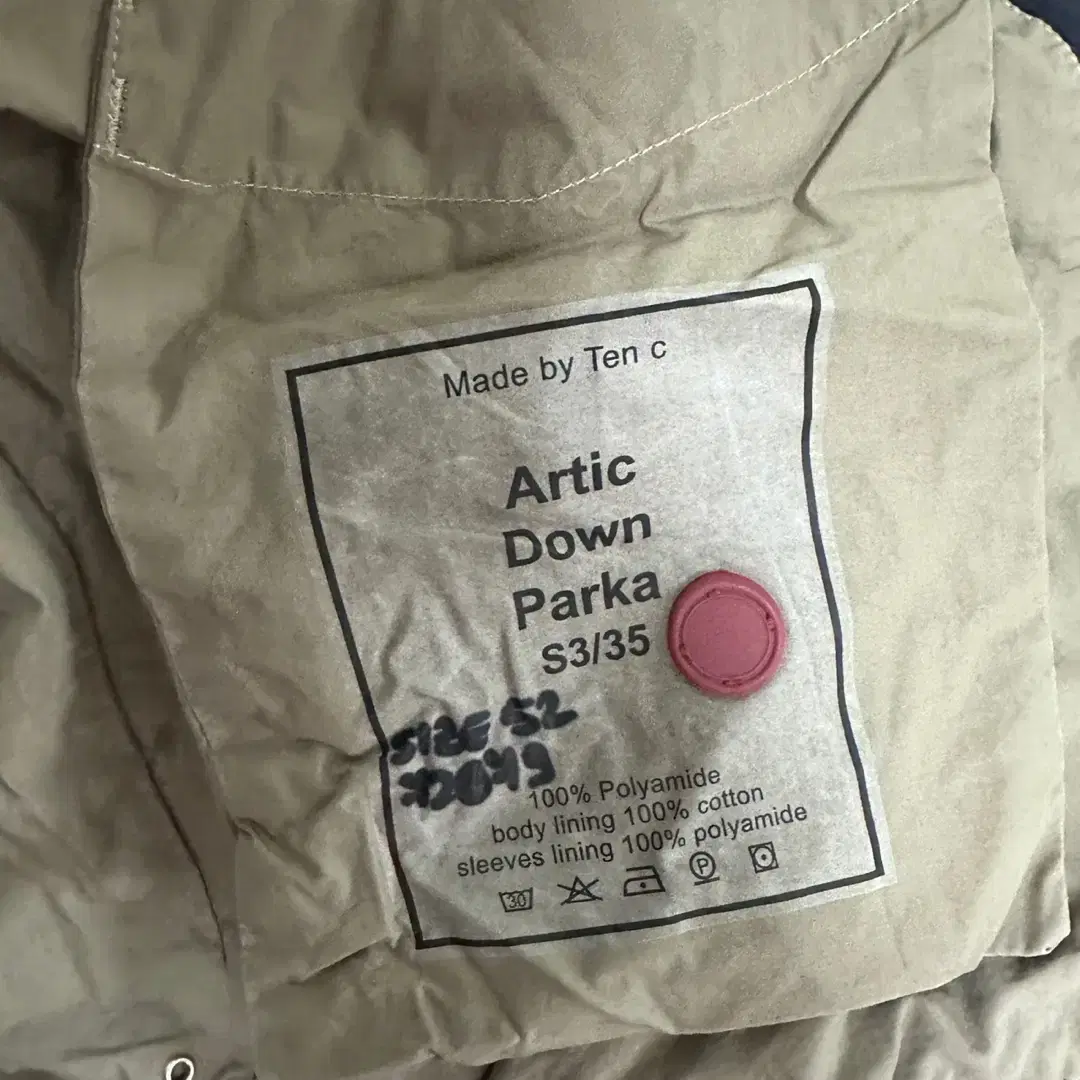 Made by Ten c
Artic
Down
Parka
S3/35
SIZE 52
100% Polyamide
body lining 100% cotton
sleeves lining 100% polyamide
30
P